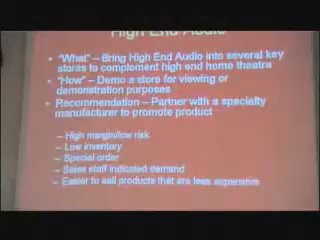 High End Audio
• "What" – Bring High End Audio into several key
stores to complement high end home theatre
• "How" – Demo a store for viewing or
demonstration purposes
• Recommendation – Partner with a specialty
manufacturer to promote product
– High margin/low risk
– Low inventory
– Special order
– Sales staff indicated demand
– Easier to sell products that are less expensive